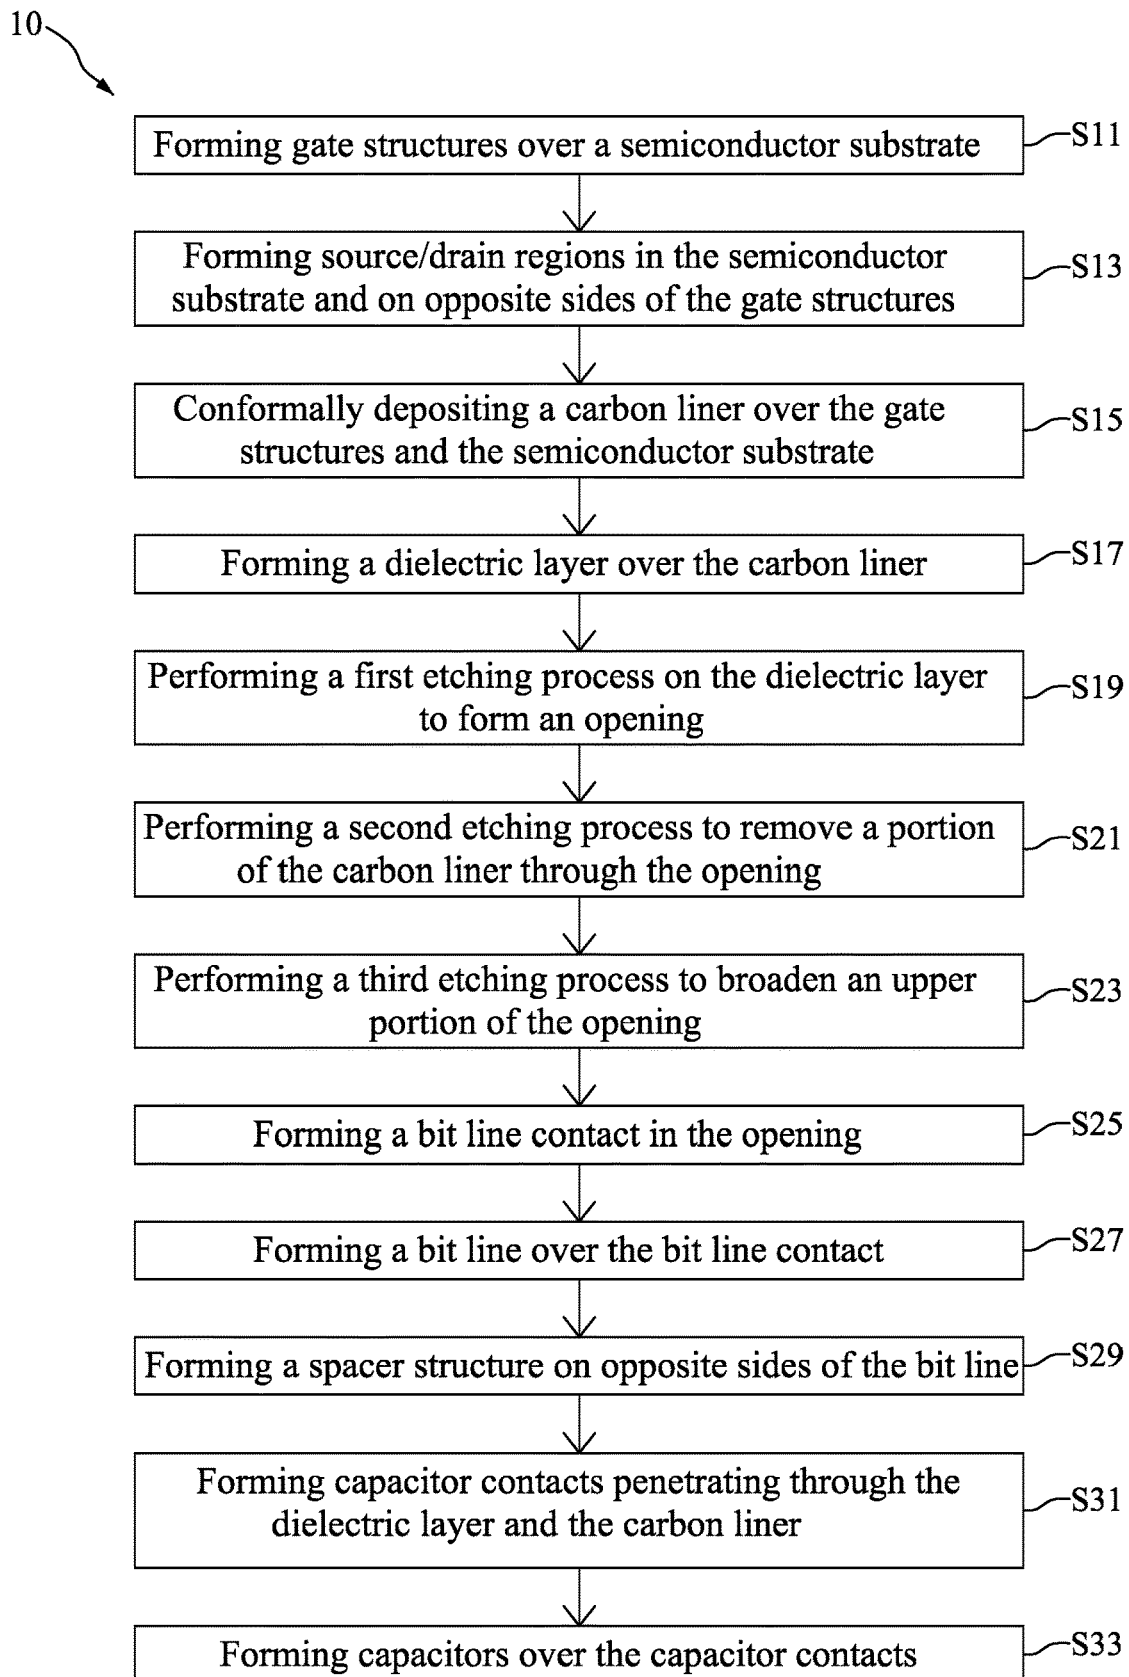 10
Forming gate structures over a semiconductor substrate
S11
Forming source/drain regions in the semiconductor
substrate and on opposite sides of the gate structures
S13
Conformally depositing a carbon liner over the gate
structures and the semiconductor substrate
S15
Forming a dielectric layer over the carbon liner
S17
Performing a first etching process on the dielectric layer
to form an opening
S19
Performing a second etching process to remove a portion
of the carbon liner through the opening
S21
Performing a third etching process to broaden an upper
portion of the opening
S23
Forming a bit line contact in the opening
S25
Forming a bit line over the bit line contact
S27
Forming a spacer structure on opposite sides of the bit line
S29
Forming capacitor contacts penetrating through the
dielectric layer and the carbon liner
S31
Forming capacitors over the capacitor contacts
S33